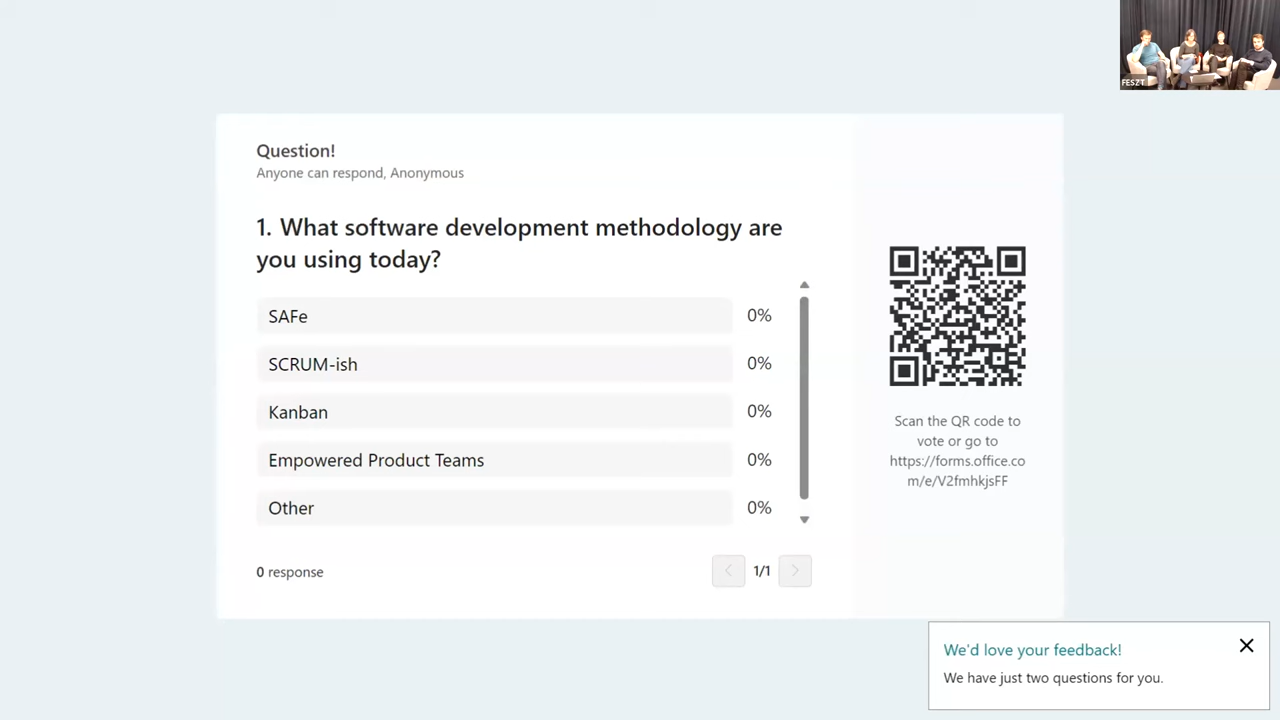 FESZT
Question!
Anyone can respond, Anonymous
1. What software development methodology are
you using today?
SAFe 0%
SCRUM-ish 0%
Kanban 0%
Empowered Product Teams 0%
Other 0%
0 response
1/1
Scan the QR code to
vote or go to
https://forms.office.co
m/e/V2fmhkjsFF
We'd love your feedback!
We have just two questions for you.